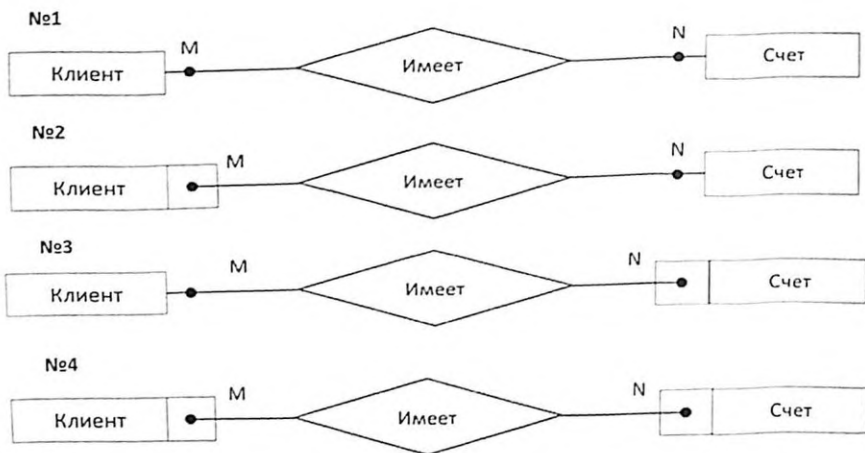 №1
M N
Клиент Имеет Счет
№2
M N
Клиент Имеет Счет
№3
M N
Клиент Имеет Счет
№4
M N
Клиент Имеет Счет